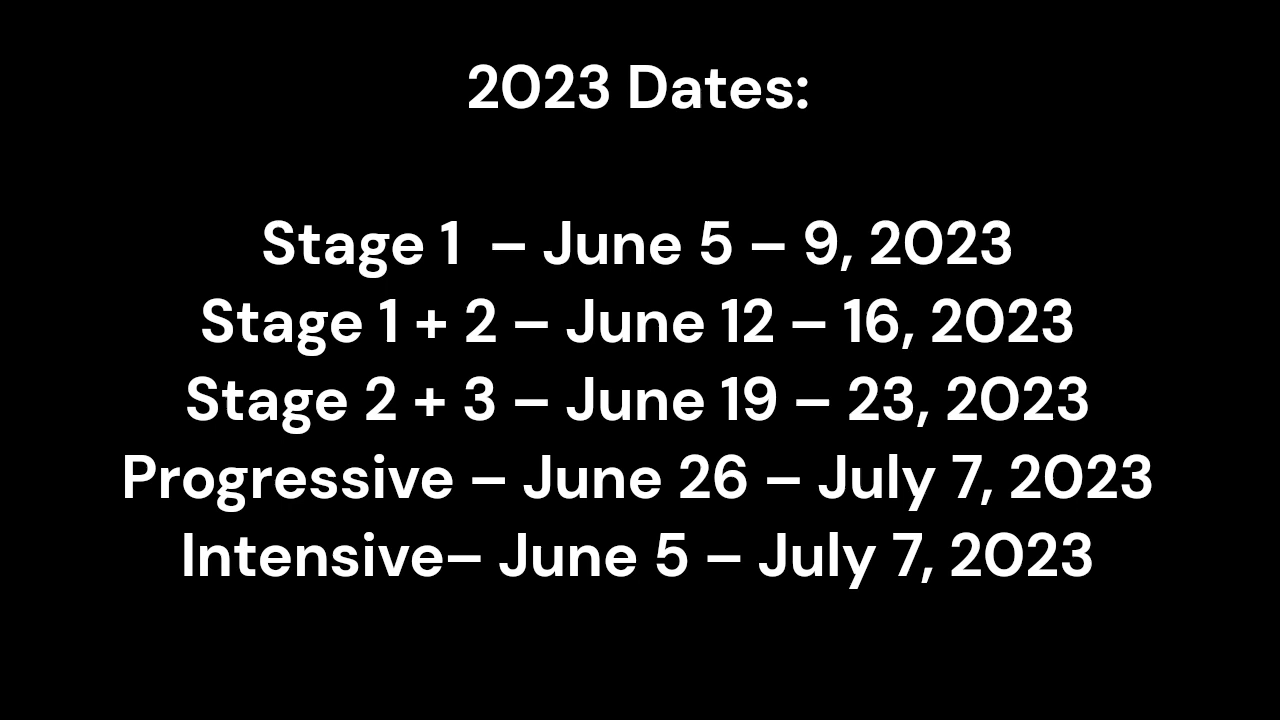 2023 Dates:
Stage 1  – June 5 – 9, 2023
Stage 1 + 2 – June 12 – 16, 2023
Stage 2 + 3 – June 19 – 23, 2023
Progressive – June 26 – July 7, 2023
Intensive– June 5 – July 7, 2023